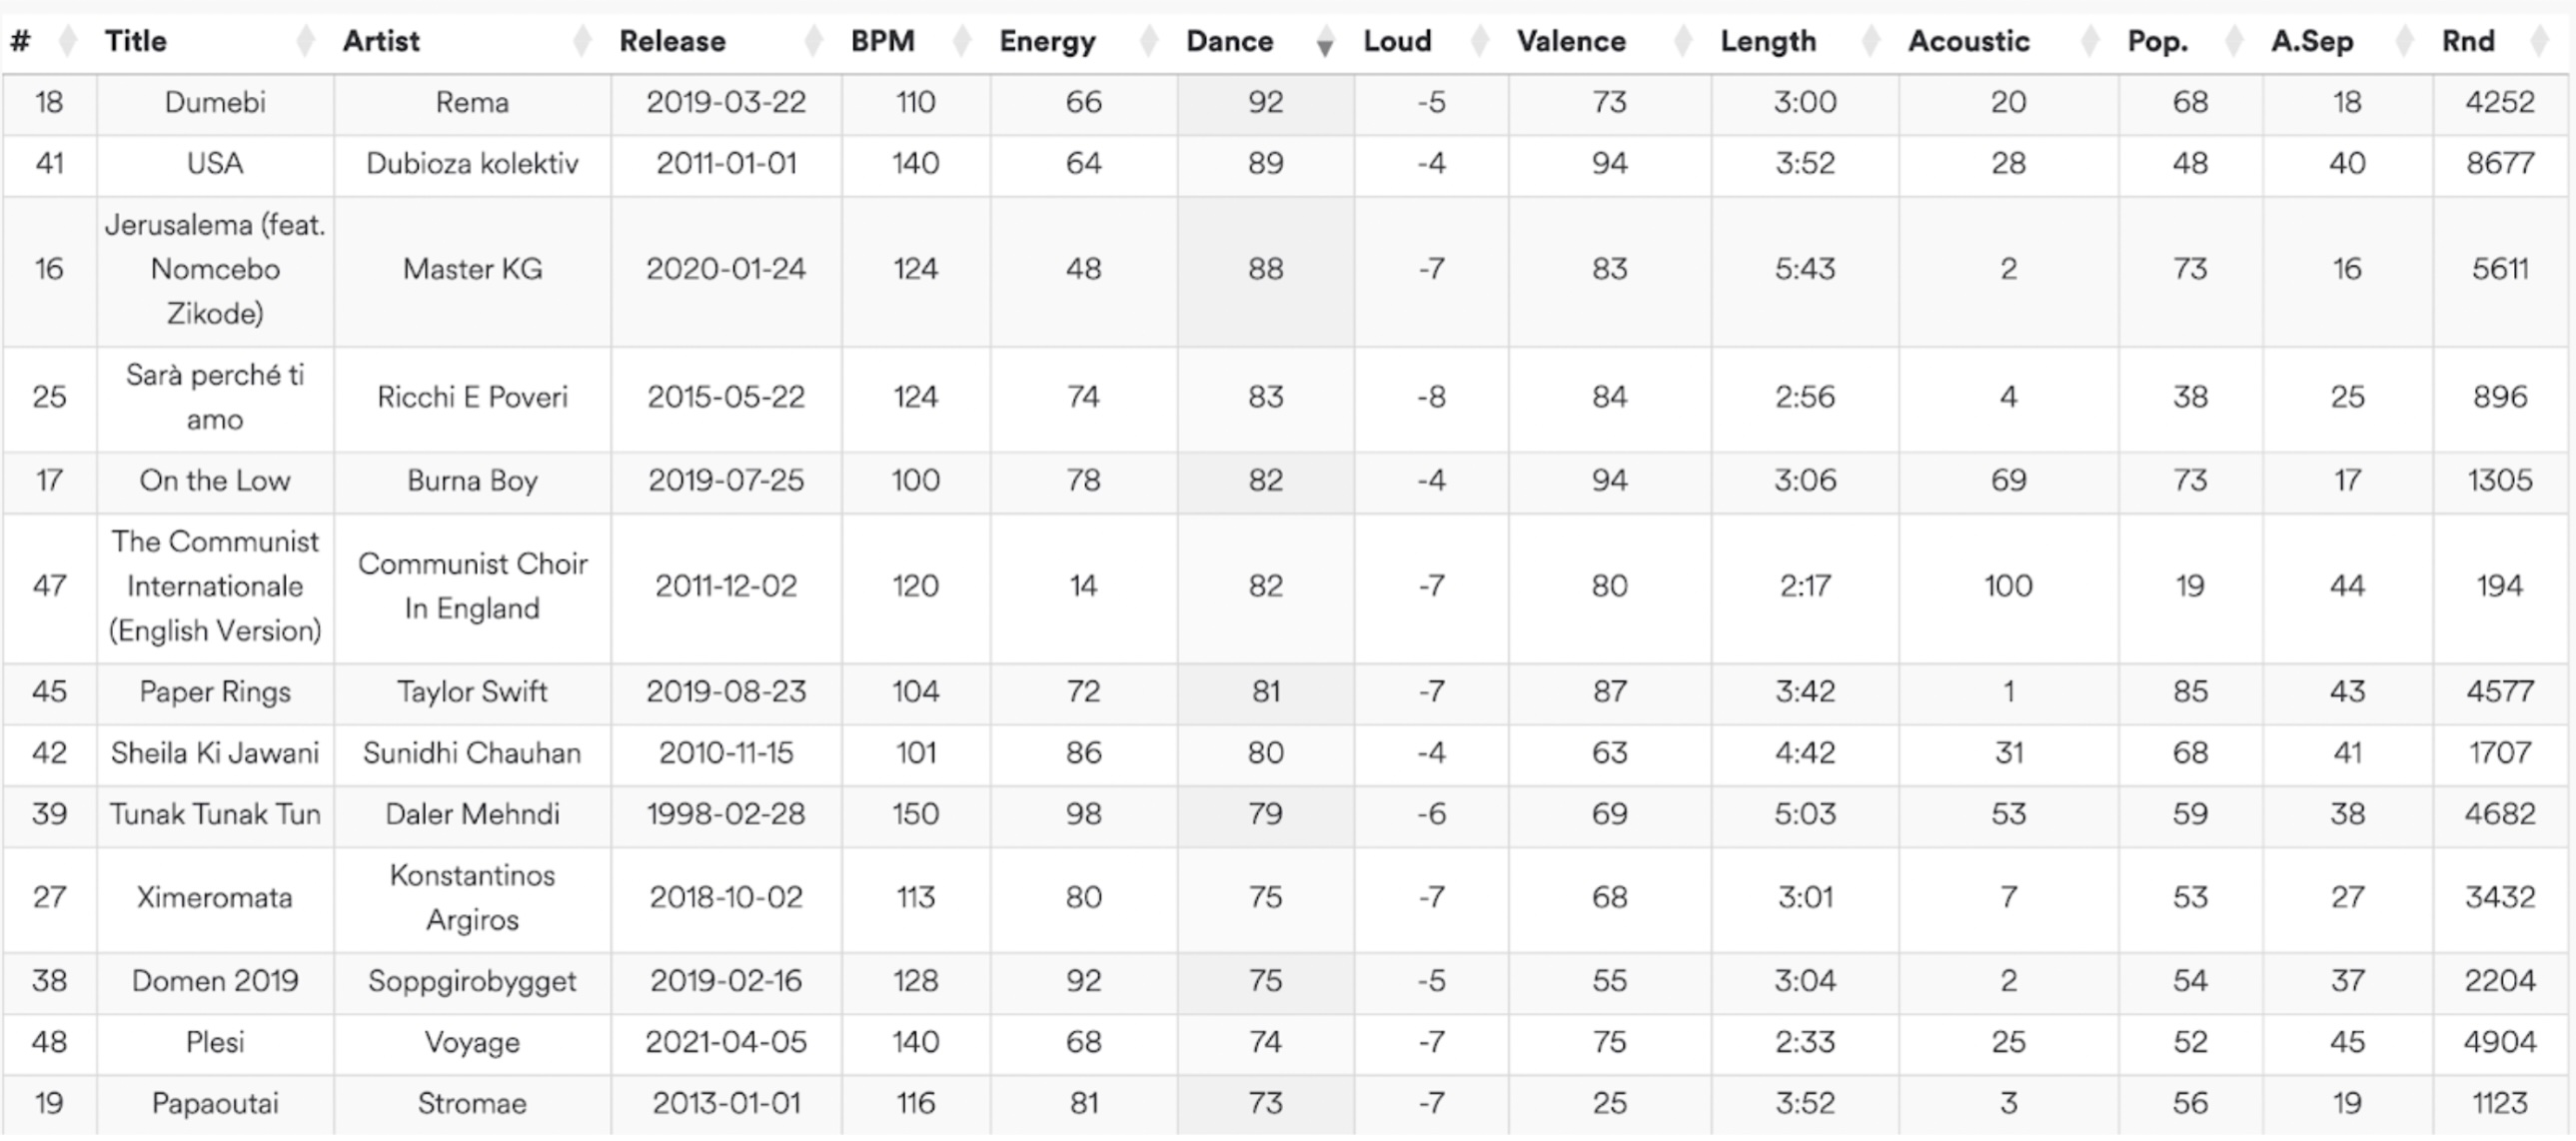 # Title Artist Release BPM Energy Dance Loud Valence Length Acoustic Pop. A.Sep Rnd
18 Dumebi Rema 2019-03-22 110 66 92 -5 73 3:00 20 68 18 4252
41 USA Dubioza kolektiv 2011-01-01 140 64 89 -4 94 3:52 28 48 40 8677
Jerusalema (feat.
16 Nomcebo Master KG 2020-01-24 124 48 88 -7 83 5:43 2 73 16 5611
Zikode)
Sarà perché ti
25 Ricchi E Poveri 2015-05-22 124 74 83 -8 84 2:56 4 38 25 896
amo
17 On the Low Burna Boy 2019-07-25 100 78 82 -4 94 3:06 69 73 17 1305
The Communist
Communist Choir
47 Internationale 2011-12-02 120 14 82 -7 80 2:17 100 19 44 194
In England
(English Version)
45 Paper Rings Taylor Swift 2019-08-23 104 72 81 -7 87 3:42 1 85 43 4577
42 Sheila Ki Jawani Sunidhi Chauhan 2010-11-15 101 86 80 -4 63 4:42 31 68 41 1707
39 Tunak Tunak Tun Daler Mehndi 1998-02-28 150 98 79 -6 69 5:03 53 59 38 4682
Konstantinos
27 Ximeromata 2018-10-02 113 80 75 -7 68 3:01 7 53 27 3432
Argiros
38 Domen 2019 Soppgirobygget 2019-02-16 128 92 75 -5 55 3:04 2 54 37 2204
48 Plesi Voyage 2021-04-05 140 68 74 -7 75 2:33 25 52 45 4904
19 Papaoutai Stromae 2013-01-01 116 81 73 -7 25 3:52 3 56 19 1123